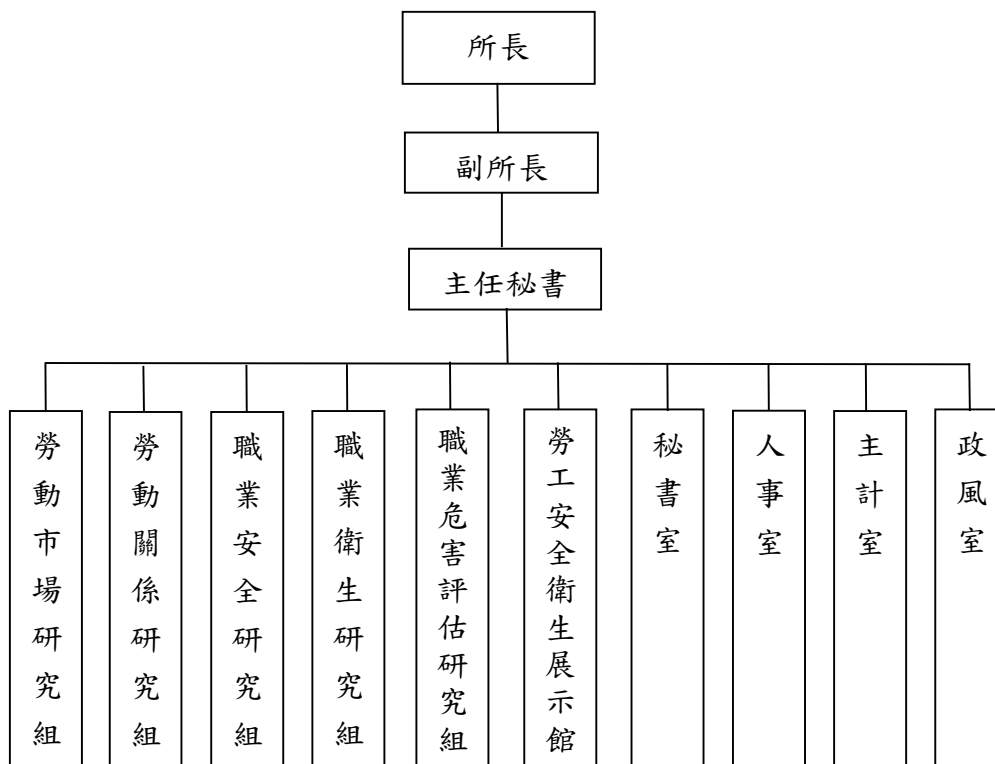 所長
副所長
主任秘書
勞動市場研究組
勞動關係研究組
職業安全研究組
職業衛生研究組
職業危害評估研究組
勞工安全衛生展示館
秘書室
人事室
主計室
政風室